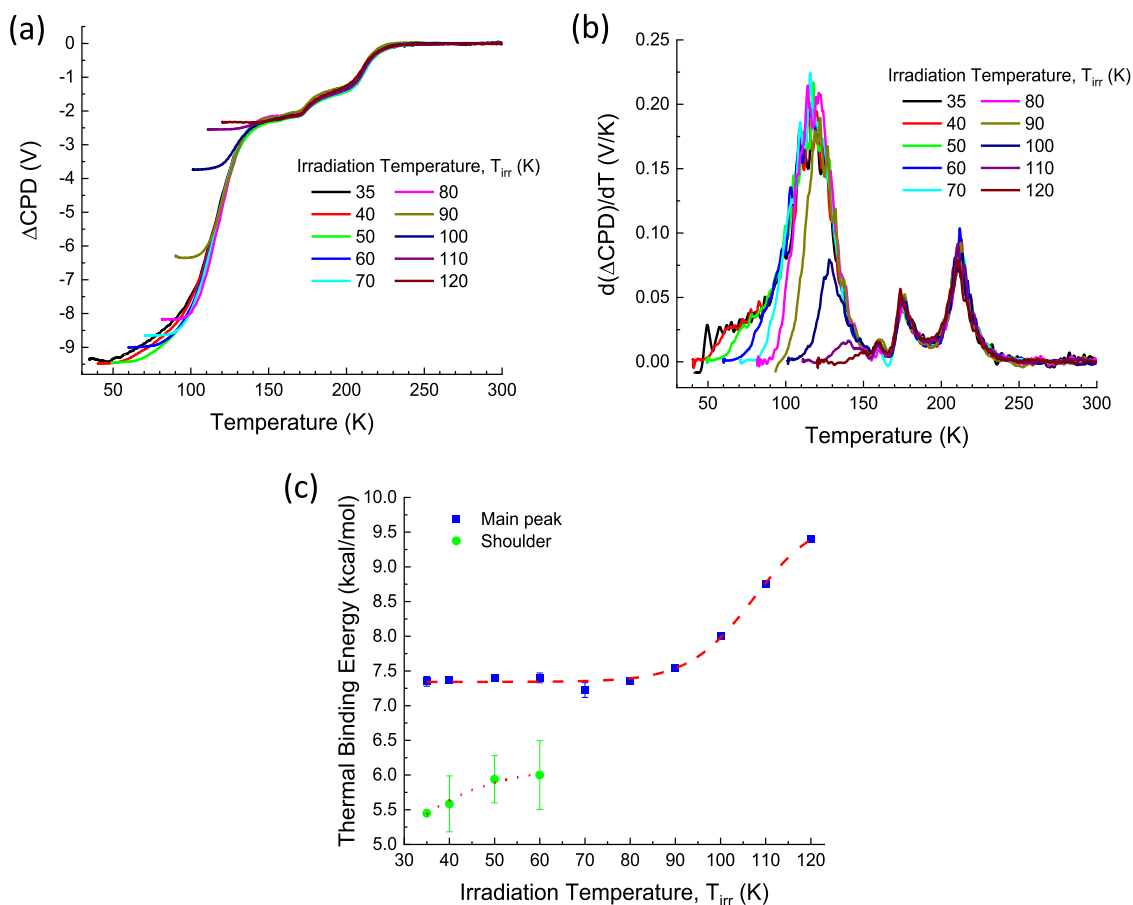 (a)
0
-1
-2
-3
-4
-5
-6
-7
-8
-9
ΔCPD (V)
50 100 150 200 250 300
Temperature (K)
Irradiation Temperature, Tirr (K)
35 80
40 90
50 100
60 110
70 120
(b)
0.25
0.20
0.15
0.10
0.05
0.00
d(ΔCPD)/dT (V/K)
50 100 150 200 250 300
Temperature (K)
Irradiation Temperature, Tirr (K)
35 80
40 90
50 100
60 110
70 120
(c)
10.0
9.5
9.0
8.5
8.0
7.5
7.0
6.5
6.0
5.5
5.0
Thermal Binding Energy (kcal/mol)
Main peak
Shoulder
30 40 50 60 70 80 90 100 110 120
Irradiation Temperature, Tirr (K)